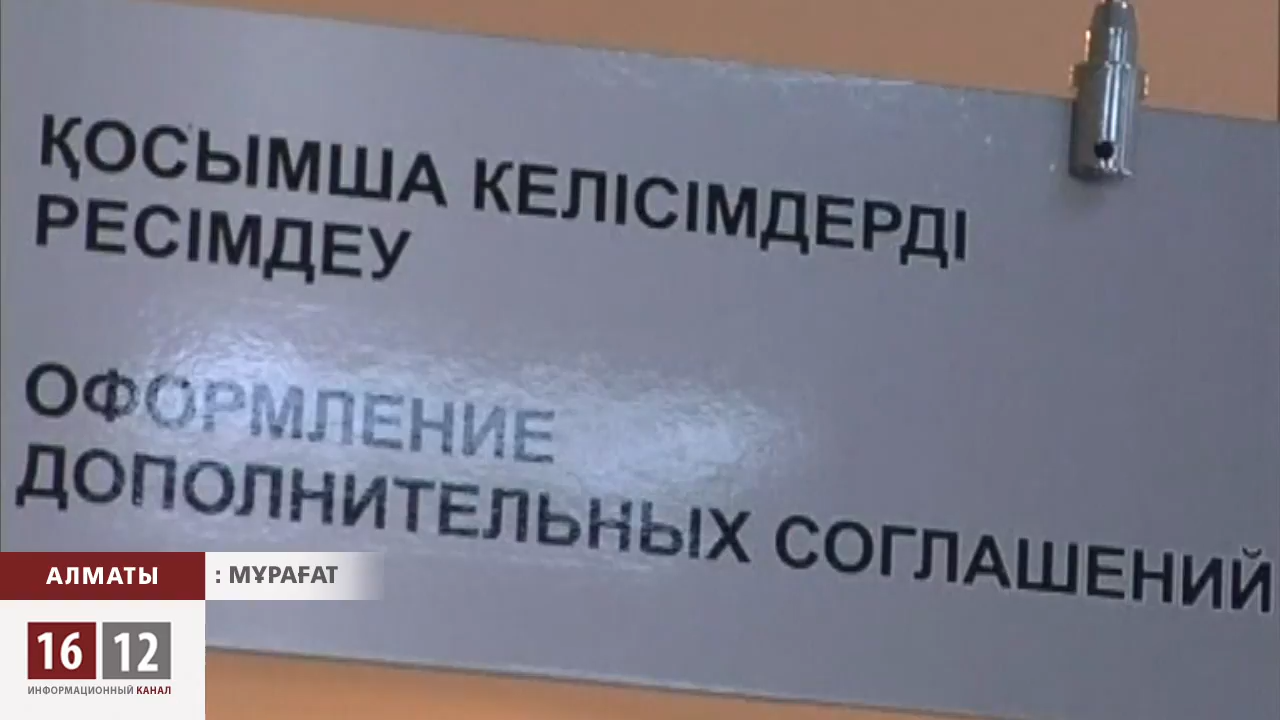 ҚОСЫМША КЕЛІСІМДЕРДІ
РЕСІМДЕУ
ОФОРМЛЕНИЕ
ДОПОЛНИТЕЛЬНЫХ СОГЛАШЕНИЙ
АЛМАТЫ : МҰРАҒАТ
16 12
ИНФОРМАЦИОННЫЙ КАНАЛ